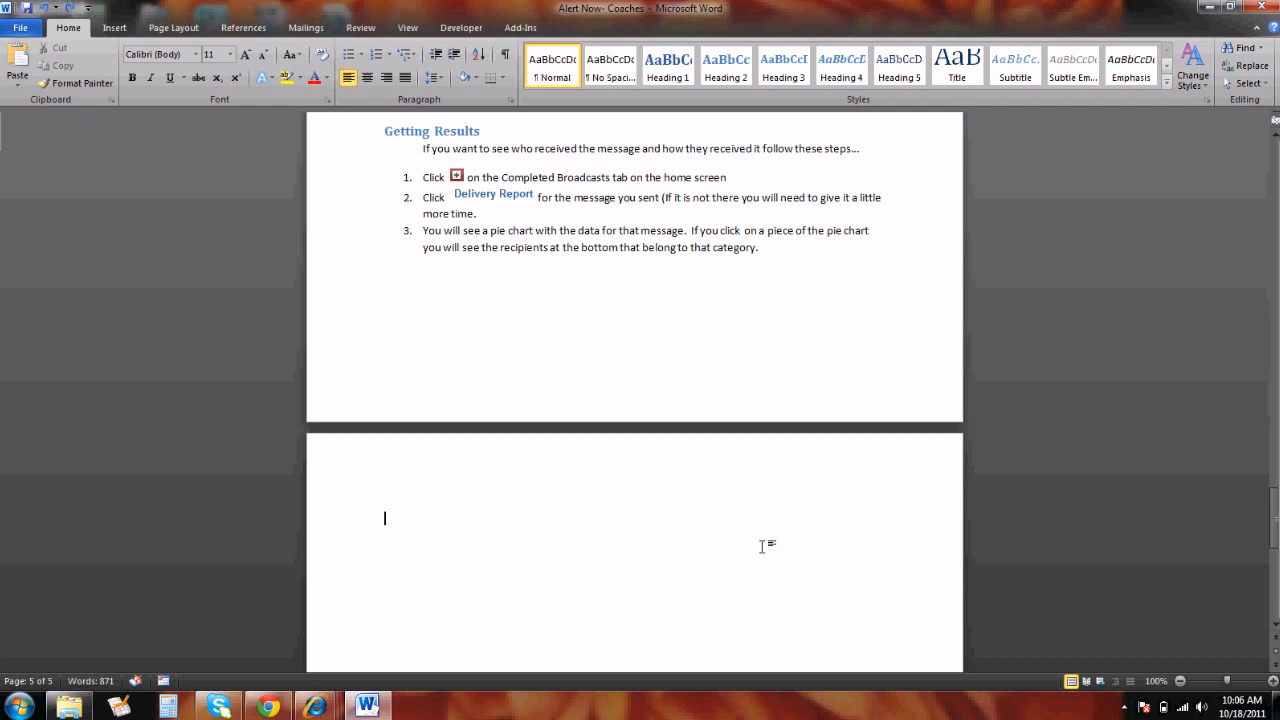 Alert Now- Coaches - Microsoft Word
File Home Insert Page Layout References Mailings Review View Developer Add-Ins
Paste
Cut
Copy
Format Painter
Clipboard
Calibri (Body) 11
Font
Paragraph
AaBbCcDc AaBbCcDc AaBbC AaBbCc AaBbCcI AaBbCcD AaBbCcD AaB AaBbCc. AaBbCcDc AaBbCcDc
¶ Normal ¶ No Spaci... Heading 1 Heading 2 Heading 3 Heading 4 Heading 5 Title Subtitle Subtle Em... Emphasis
Change Styles
Styles
Find
Replace
Select
Editing
Getting Results
If you want to see who received the message and how they received it follow these steps...
1. Click on the Completed Broadcasts tab on the home screen
2. Click Delivery Report for the message you sent (If it is not there you will need to give it a little
more time.
3. You will see a pie chart with the data for that message. If you click on a piece of the pie chart
you will see the recipients at the bottom that belong to that category.
Page: 5 of 5 Words: 871 100%
10:06 AM
10/18/2011